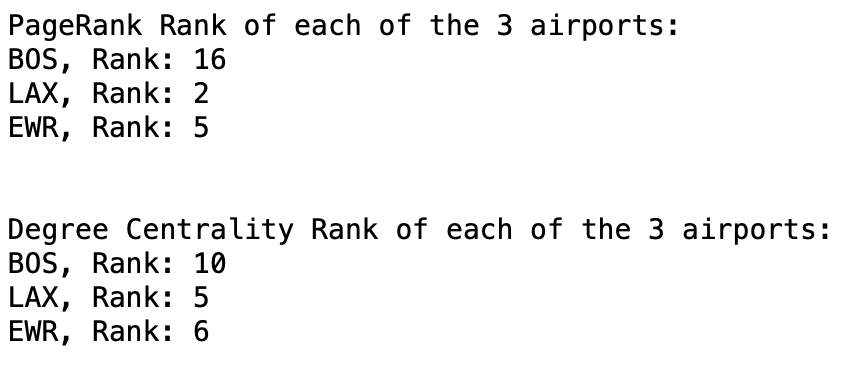 PageRank Rank of each of the 3 airports:
BOS, Rank: 16
LAX, Rank: 2
EWR, Rank: 5
Degree Centrality Rank of each of the 3 airports:
BOS, Rank: 10
LAX, Rank: 5
EWR, Rank: 6